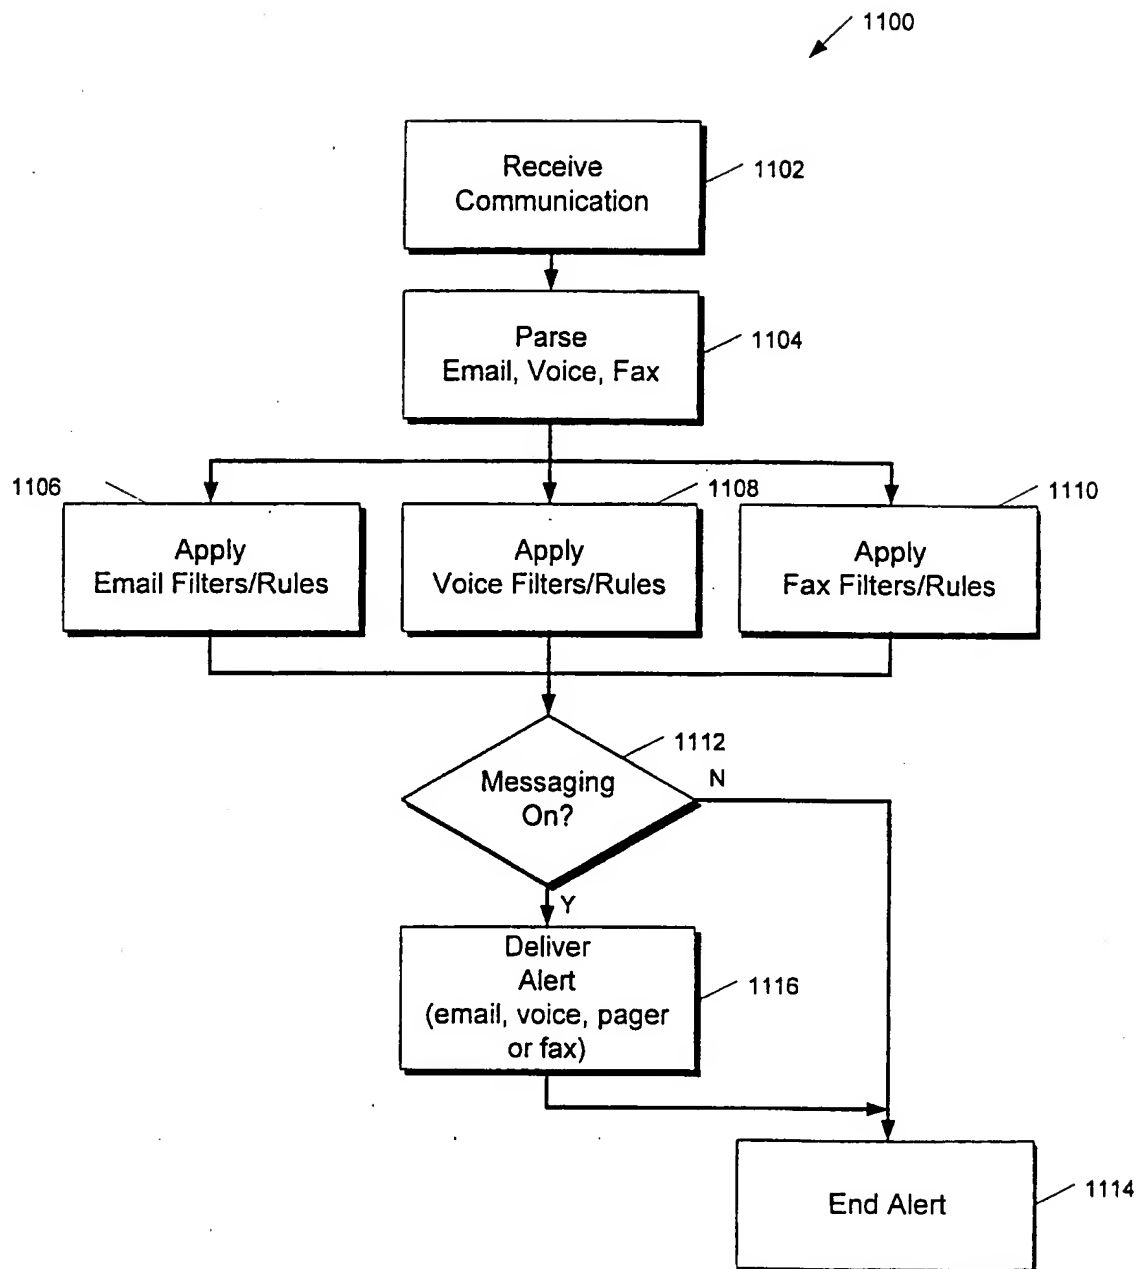 1100
Receive
Communication
1102
Parse
Email, Voice, Fax
1104
1106
Apply
Email Filters/Rules
1108
Apply
Voice Filters/Rules
1110
Apply
Fax Filters/Rules
1112
Messaging
On?
N
Y
Deliver
Alert
(email, voice, pager
or fax)
1116
End Alert
1114